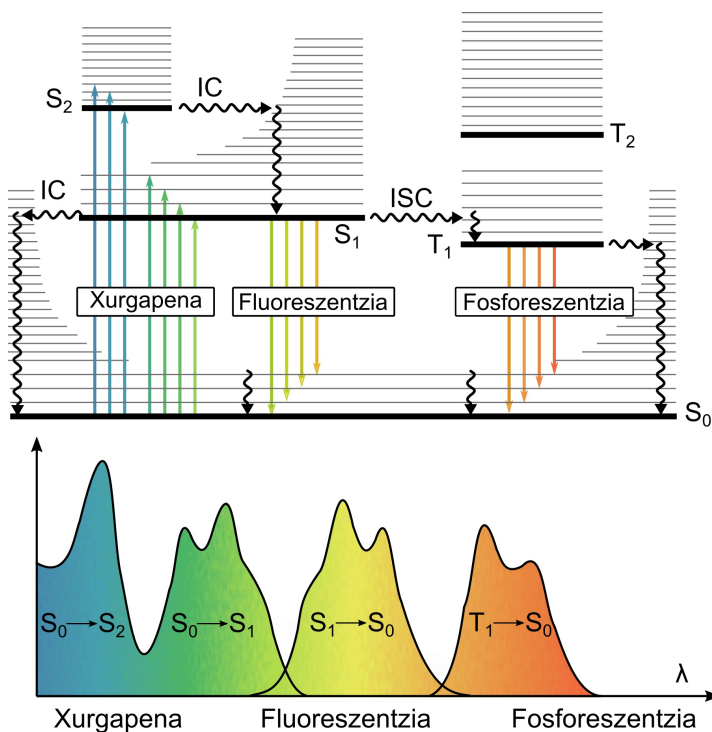 S₂
IC
T₂
IC
ISC
S₁
T₁
Xurgapena
Fluoreszentzia
Fosforeszentzia
S₀
S₀→S₂
S₀→S₁
S₁→S₀
T₁→S₀
λ
Xurgapena
Fluoreszentzia
Fosforeszentzia